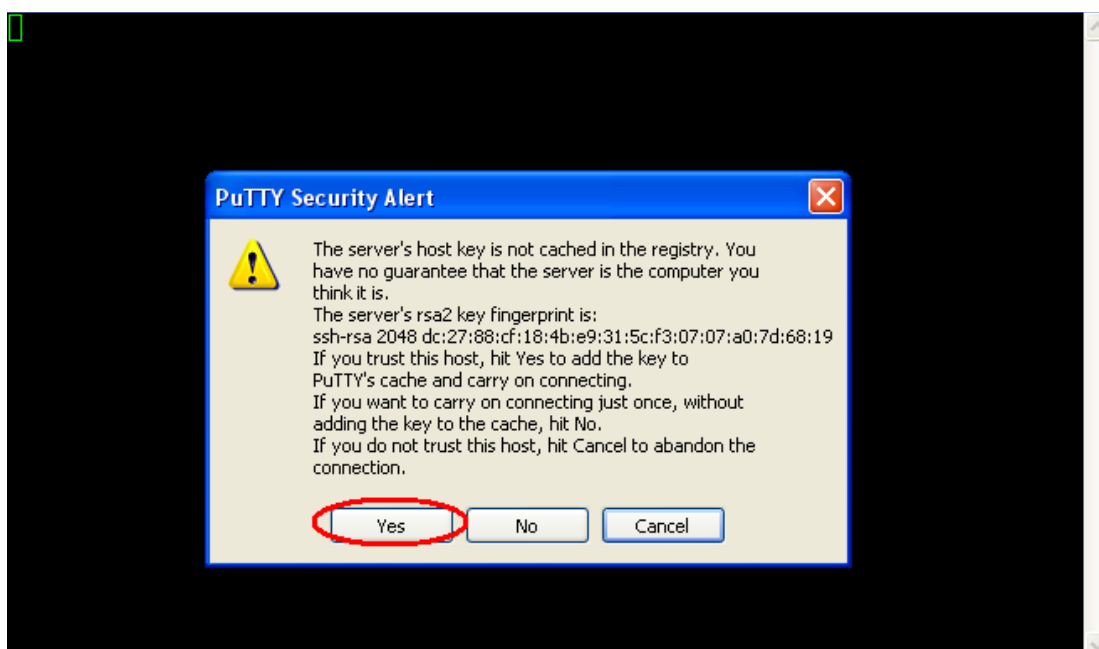 PuTTY Security Alert
The server's host key is not cached in the registry. You
have no guarantee that the server is the computer you
think it is.
The server's rsa2 key fingerprint is:
ssh-rsa 2048 dc:27:88:cf:18:4b:e9:31:5c:f3:07:07:a0:7d:68:19
If you trust this host, hit Yes to add the key to
PuTTY's cache and carry on connecting.
If you want to carry on connecting just once, without
adding the key to the cache, hit No.
If you do not trust this host, hit Cancel to abandon the
connection.
Yes No Cancel